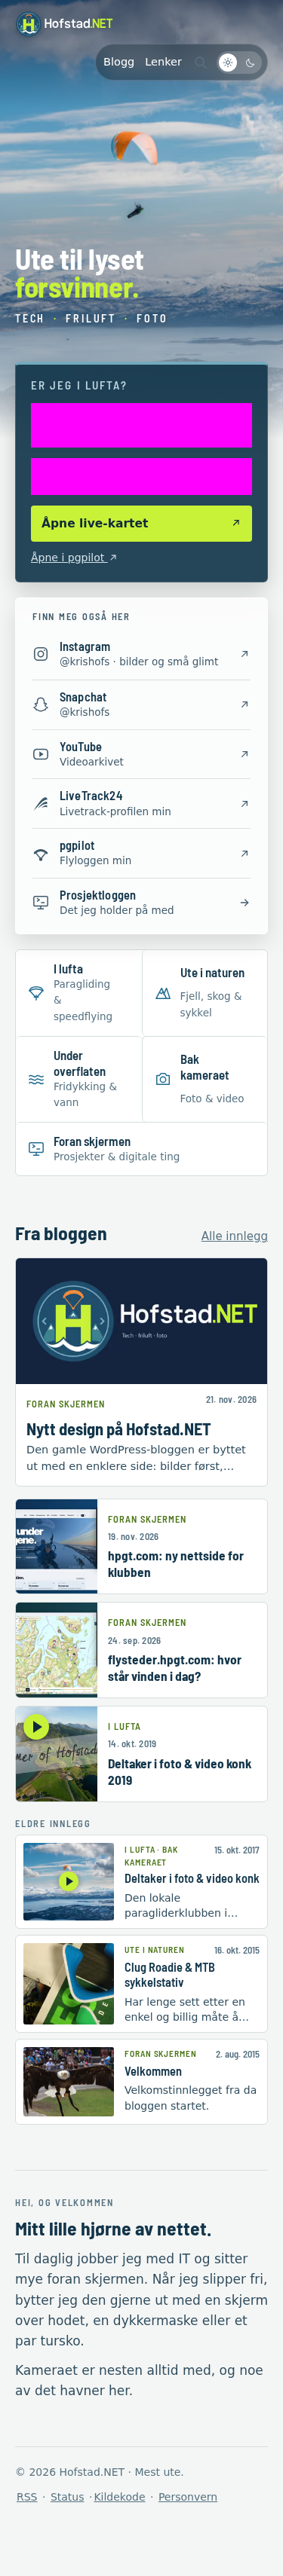 Hofstad.NET
Blogg Lenker
Ute til lyset
forsvinner.
TECH · FRILUFT · FOTO
ER JEG I LUFTA?
Åpne live-kartet ↗
Åpne i pgpilot ↗
FINN MEG OGSÅ HER
Instagram
@krishofs · bilder og små glimt ↗
Snapchat
@krishofs ↗
YouTube
Videoarkivet ↗
LiveTrack24
Livetrack-profilen min ↗
pgpilot
Flyloggen min ↗
Prosjektloggen
Det jeg holder på med →
I lufta
Paragliding
&
speedflying
Ute i naturen
Fjell, skog &
sykkel
Under
overflaten
Fridykking &
vann
Bak
kameraet
Foto & video
Foran skjermen
Prosjekter & digitale ting
Fra bloggen
Alle innlegg
Hofstad.NET
Tech · friluft · foto
FORAN SKJERMEN
21. nov. 2026
Nytt design på Hofstad.NET
Den gamle WordPress-bloggen er byttet
ut med en enklere side: bilder først,…
FORAN SKJERMEN
19. nov. 2026
hpgt.com: ny nettside for
klubben
FORAN SKJERMEN
24. sep. 2026
flysteder.hpgt.com: hvor
står vinden i dag?
I LUFTA
14. okt. 2019
Deltaker i foto & video konk
2019
ELDRE INNLEGG
I LUFTA · BAK
KAMERAET
15. okt. 2017
Deltaker i foto & video konk
Den lokale
paragliderklubben i…
UTE I NATUREN
16. okt. 2015
Clug Roadie & MTB
sykkelstativ
Har lenge sett etter en
enkel og billig måte å…
FORAN SKJERMEN
2. aug. 2015
Velkommen
Velkomstinnlegget fra da
bloggen startet.
HEI, OG VELKOMMEN
Mitt lille hjørne av nettet.
Til daglig jobber jeg med IT og sitter
mye foran skjermen. Når jeg slipper fri,
bytter jeg den gjerne ut med en skjerm
over hodet, en dykkermaske eller et
par tursko.
Kameraet er nesten alltid med, og noe
av det havner her.
© 2026 Hofstad.NET · Mest ute.
RSS · Status · Kildekode · Personvern